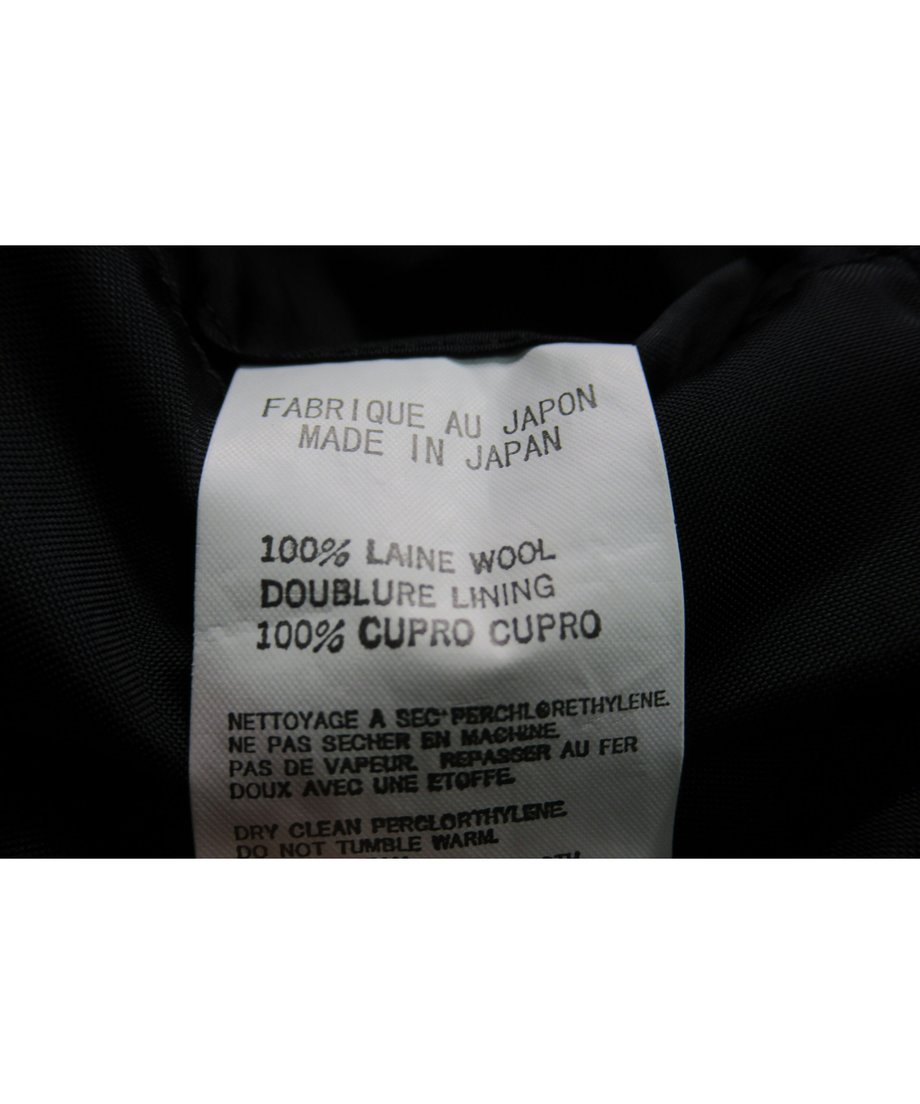 FABRIQUE AU JAPON
MADE IN JAPAN
100% LAINE WOOL
DOUBLURE LINING
100% CUPRO CUPRO
NETTOYAGE A SEC PERCHLORETHYLENE.
NE PAS SECHER EN MACHINE.
PAS DE VAPEUR. REPASSER AU FER
DOUX AVEC UNE ETOFFE.
DRY CLEAN PERCLORTHYLENE.
DO NOT TUMBLE WARM.